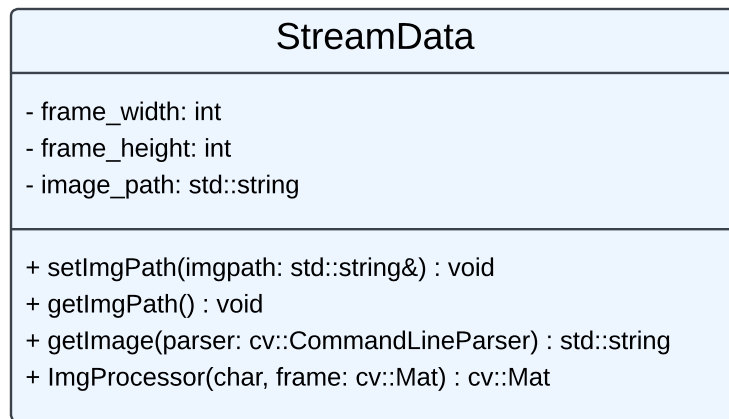 StreamData
- frame_width: int
- frame_height: int
- image_path: std::string
+ setImgPath(imgpath: std::string&) : void
+ getImgPath() : void
+ getImage(parser: cv::CommandLineParser) : std::string
+ ImgProcessor(char, frame: cv::Mat) : cv::Mat